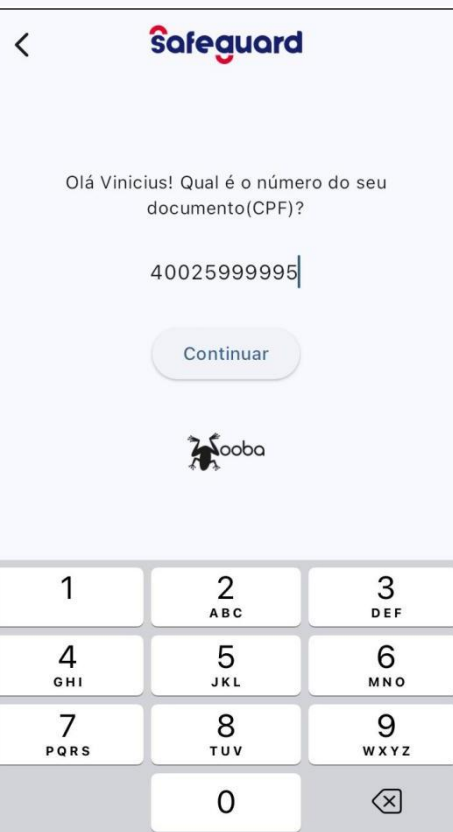 Safeguard
Olá Vinicius! Qual é o número do seu
documento(CPF)?
40025999995
Continuar
ooba
1 2 3
ABC DEF
4 5 6
GHI JKL MNO
7 8 9
PQRS TUV WXYZ
0